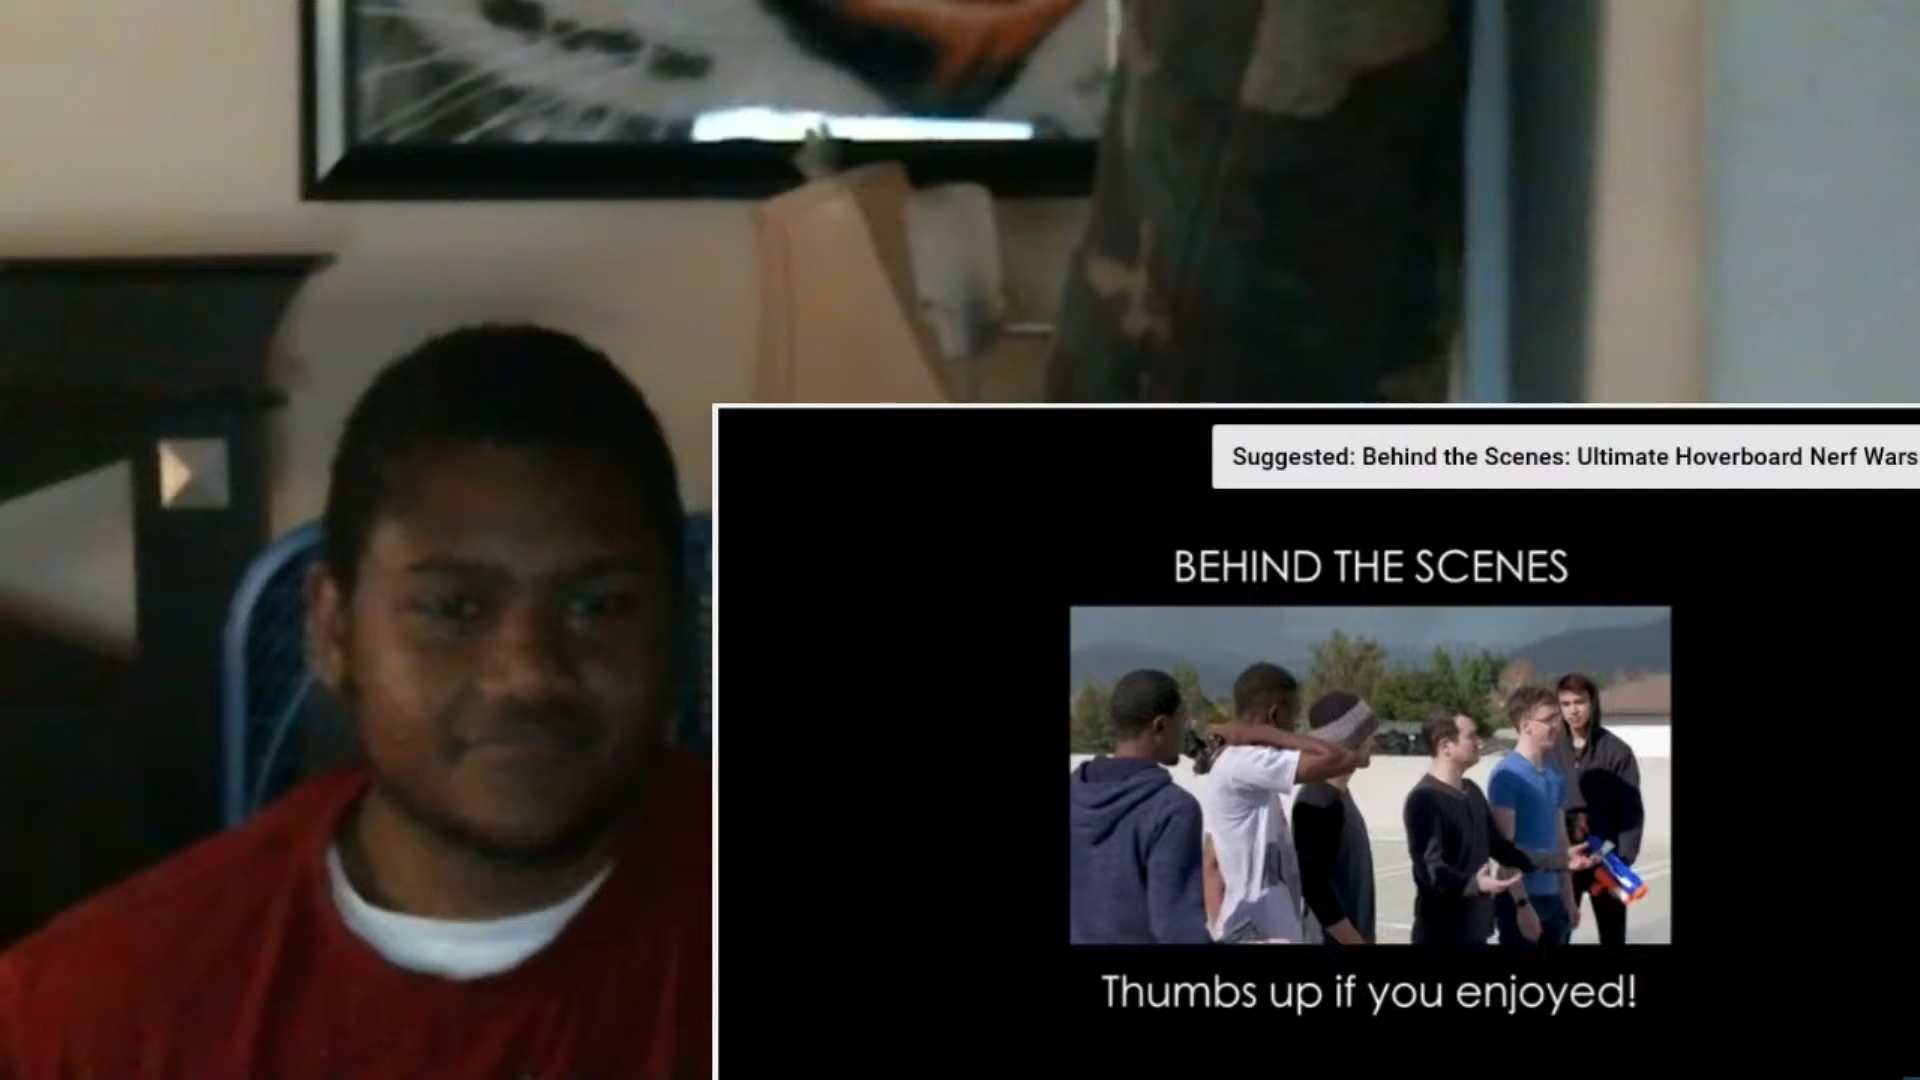 Suggested: Behind the Scenes: Ultimate Hoverboard Nerf Wars
BEHIND THE SCENES
Thumbs up if you enjoyed!